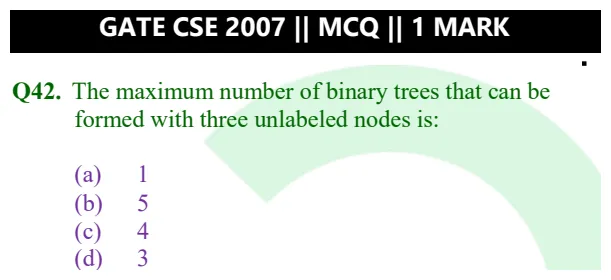 GATE CSE 2007 || MCQ || 1 MARK
Q42. The maximum number of binary trees that can be
formed with three unlabeled nodes is:
(a) 1
(b) 5
(c) 4
(d) 3